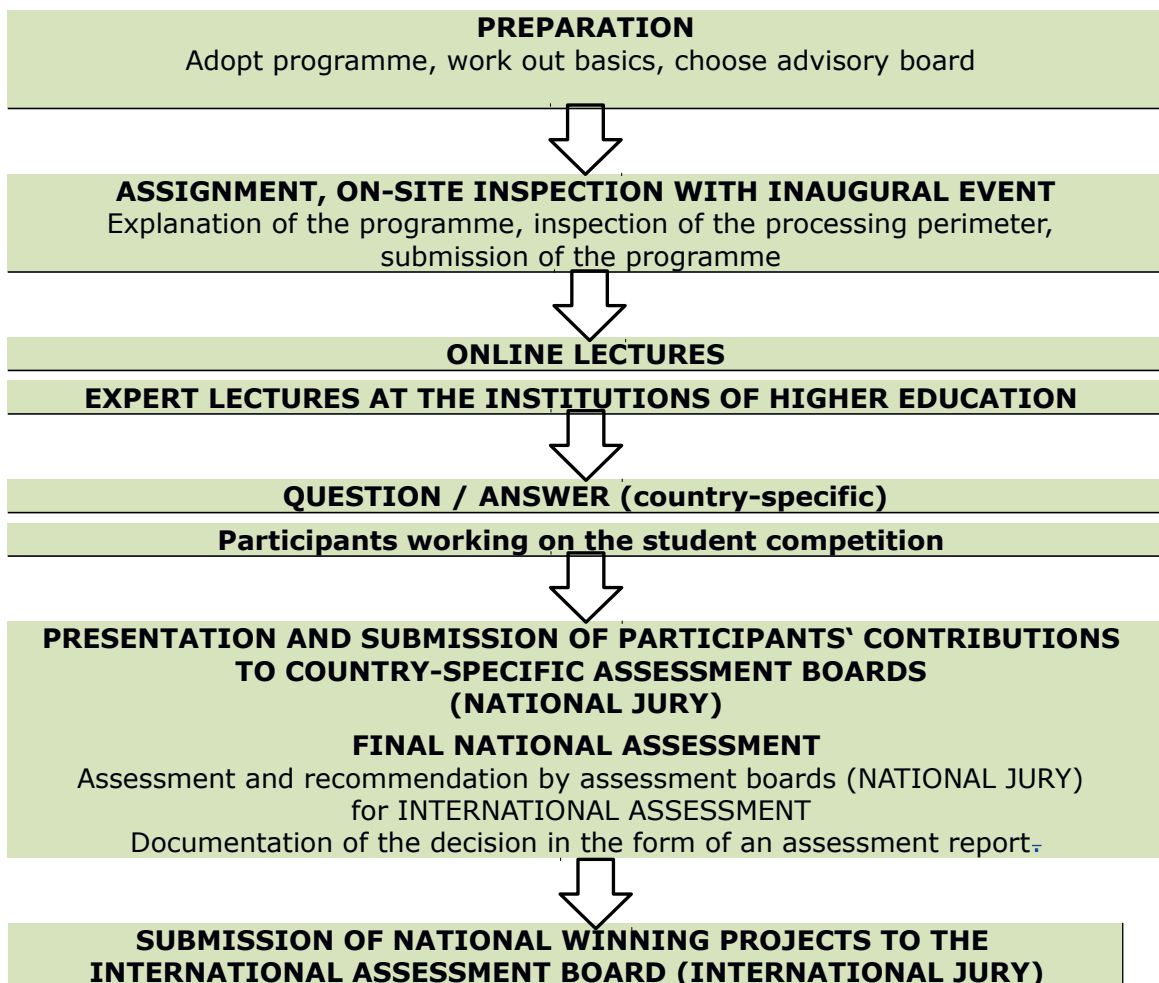 PREPARATION
Adopt programme, work out basics, choose advisory board
ASSIGNMENT, ON-SITE INSPECTION WITH INAUGURAL EVENT
Explanation of the programme, inspection of the processing perimeter,
submission of the programme
ONLINE LECTURES
EXPERT LECTURES AT THE INSTITUTIONS OF HIGHER EDUCATION
QUESTION / ANSWER (country-specific)
Participants working on the student competition
PRESENTATION AND SUBMISSION OF PARTICIPANTS‘ CONTRIBUTIONS
TO COUNTRY-SPECIFIC ASSESSMENT BOARDS
(NATIONAL JURY)
FINAL NATIONAL ASSESSMENT
Assessment and recommendation by assessment boards (NATIONAL JURY)
for INTERNATIONAL ASSESSMENT
Documentation of the decision in the form of an assessment report.
SUBMISSION OF NATIONAL WINNING PROJECTS TO THE
INTERNATIONAL ASSESSMENT BOARD (INTERNATIONAL JURY)